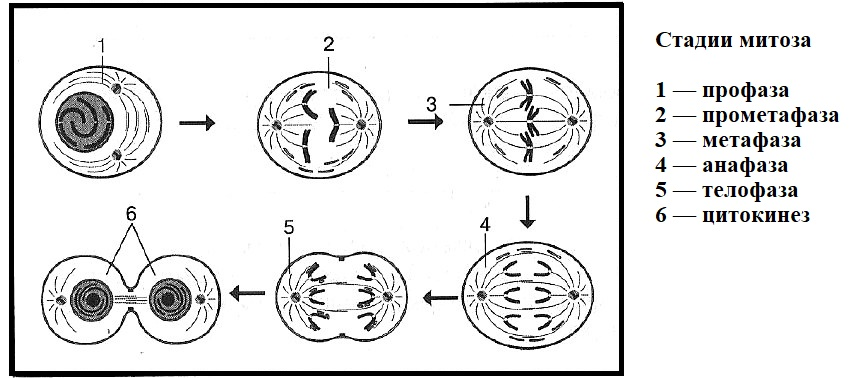 Стадии митоза
1 — профаза
2 — прометафаза
3 — метафаза
4 — анафаза
5 — телофаза
6 — цитокинез
1
2
3
6
5
4